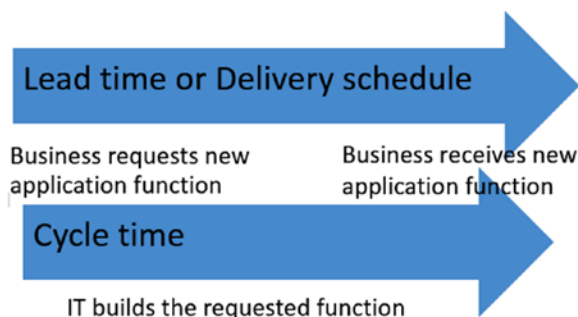 Lead time or Delivery schedule
Business requests new
application function
Business receives new
application function
Cycle time
IT builds the requested function